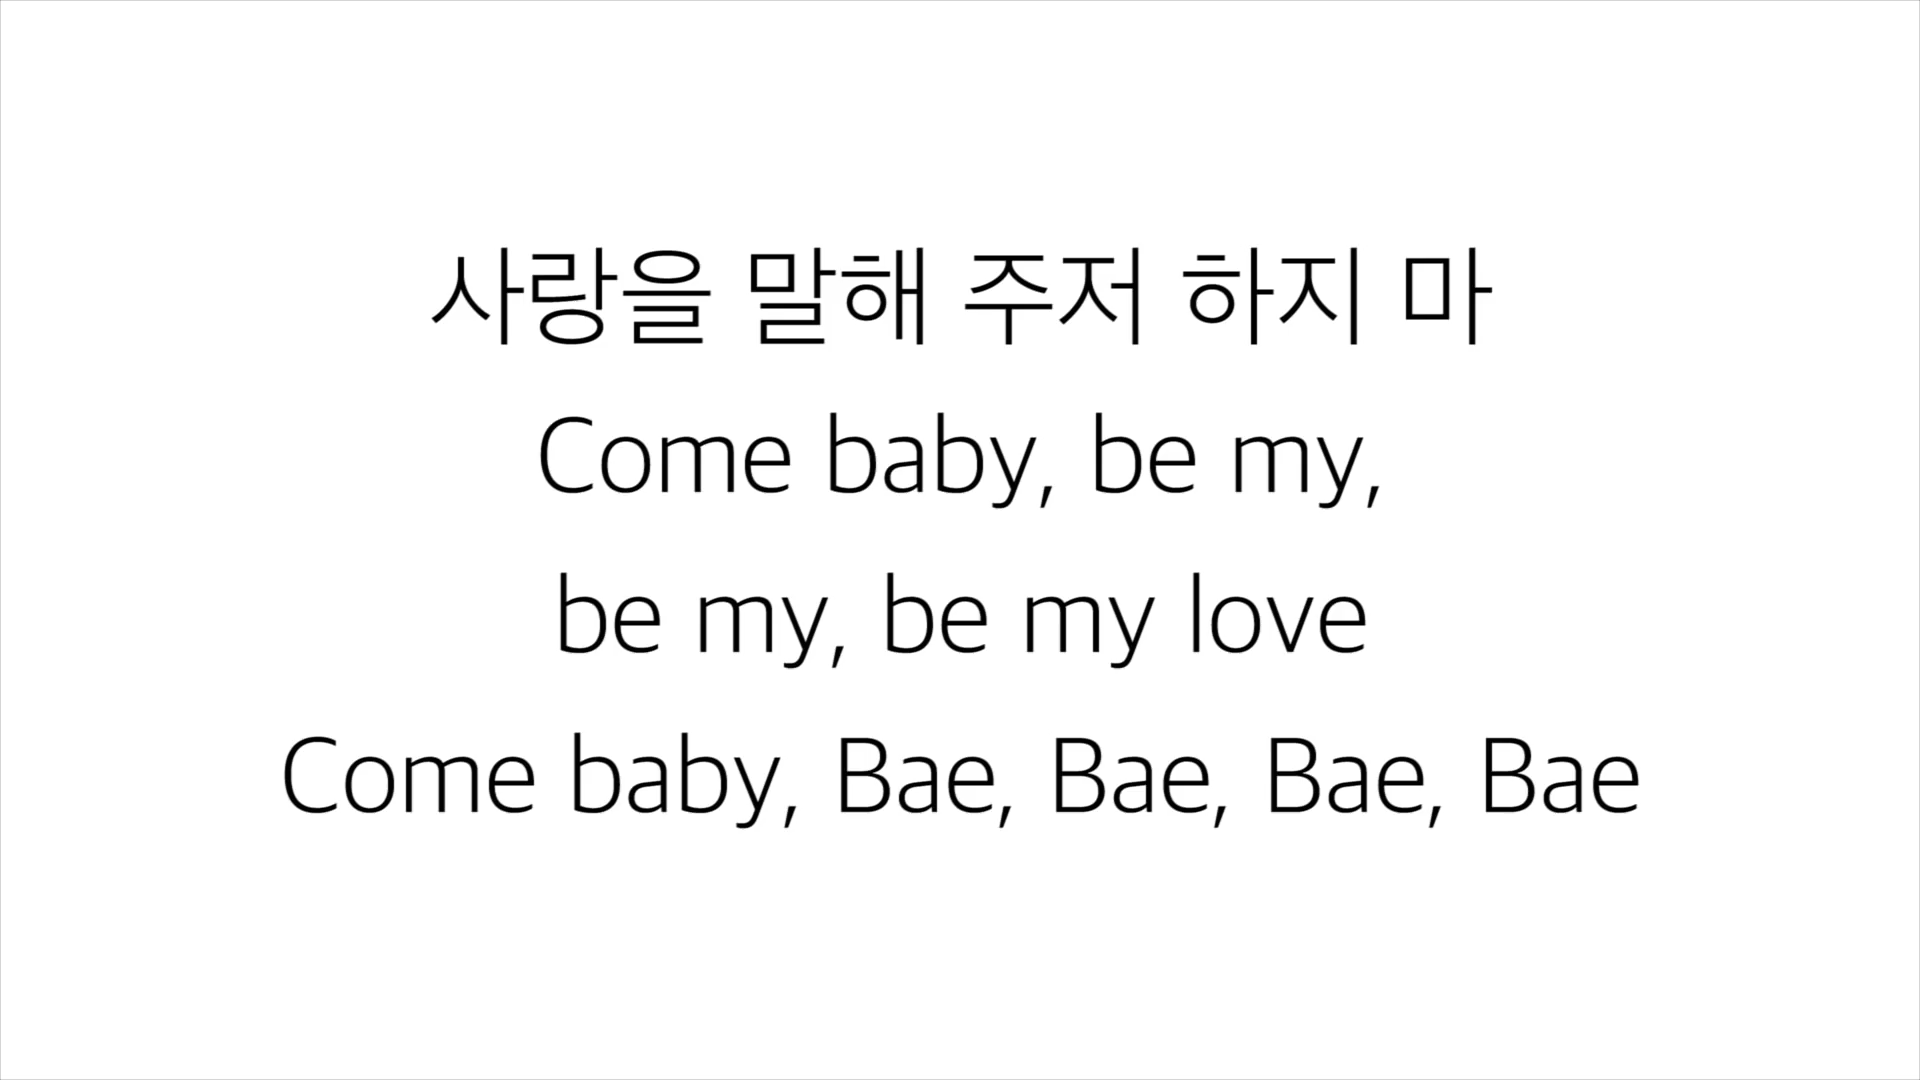 사랑을 말해 주저 하지 마
Come baby, be my,
be my, be my love
Come baby, Bae, Bae, Bae, Bae